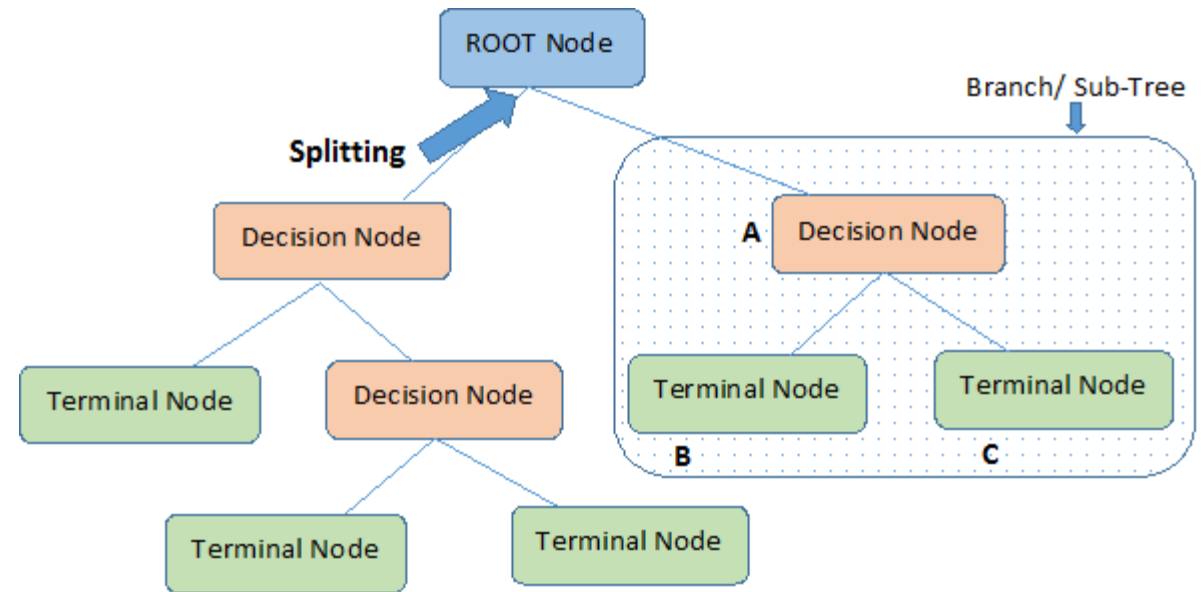 ROOT Node
Branch/ Sub-Tree
Splitting
Decision Node
A
Decision Node
Terminal Node
Decision Node
Terminal Node
Terminal Node
B
C
Terminal Node
Terminal Node